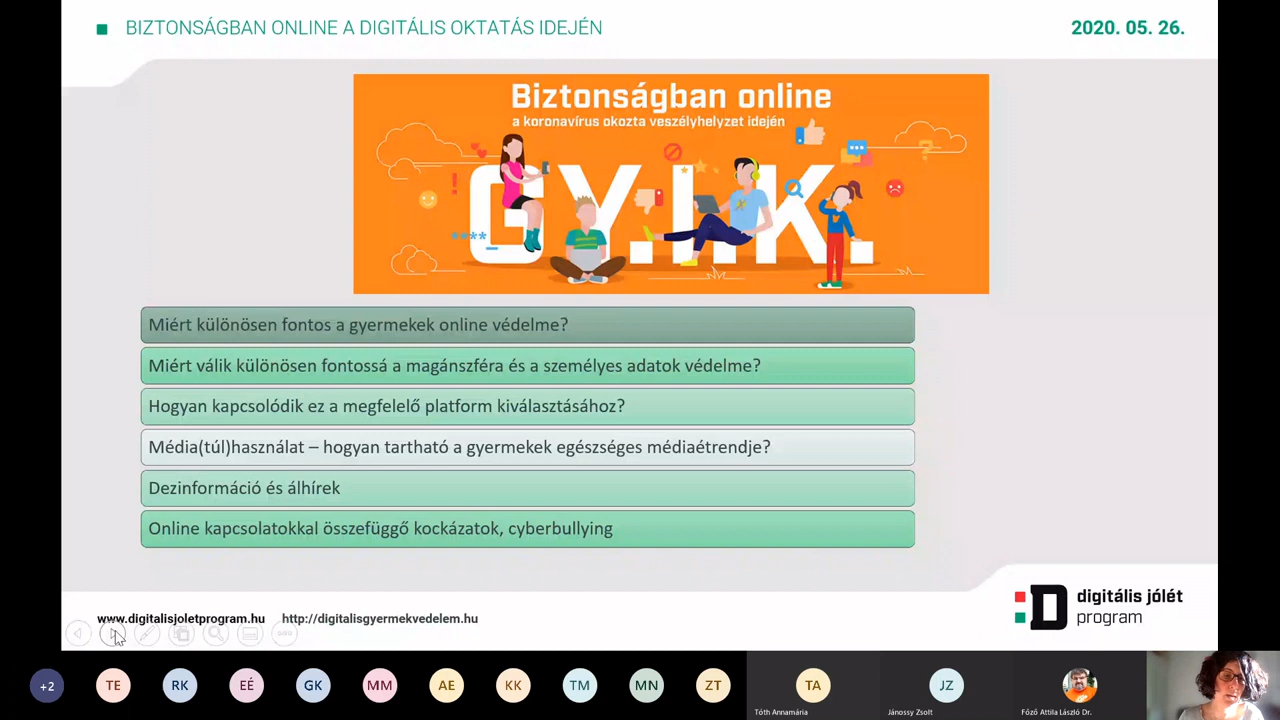 BIZTONSÁGBAN ONLINE A DIGITÁLIS OKTATÁS IDEJÉN
2020. 05. 26.
Biztonságban online
a koronavírus okozta veszélyhelyzet idején
GY.I.K.
Miért különösen fontos a gyermekek online védelme?
Miért válik különösen fontossá a magánszféra és a személyes adatok védelme?
Hogyan kapcsolódik ez a megfelelő platform kiválasztásához?
Média(túl)használat – hogyan tartható a gyermekek egészséges médiaétrendje?
Dezinformáció és álhírek
Online kapcsolatokkal összefüggő kockázatok, cyberbullying
www.digitalisjoletprogram.hu http://digitalisgyermekvedelem.hu
digitális jólét
program
+2 TE RK EÉ GK MM AE KK TM MN ZT TA JZ
Tóth Annamária Jánossy Zsolt Főző Attila László Dr.